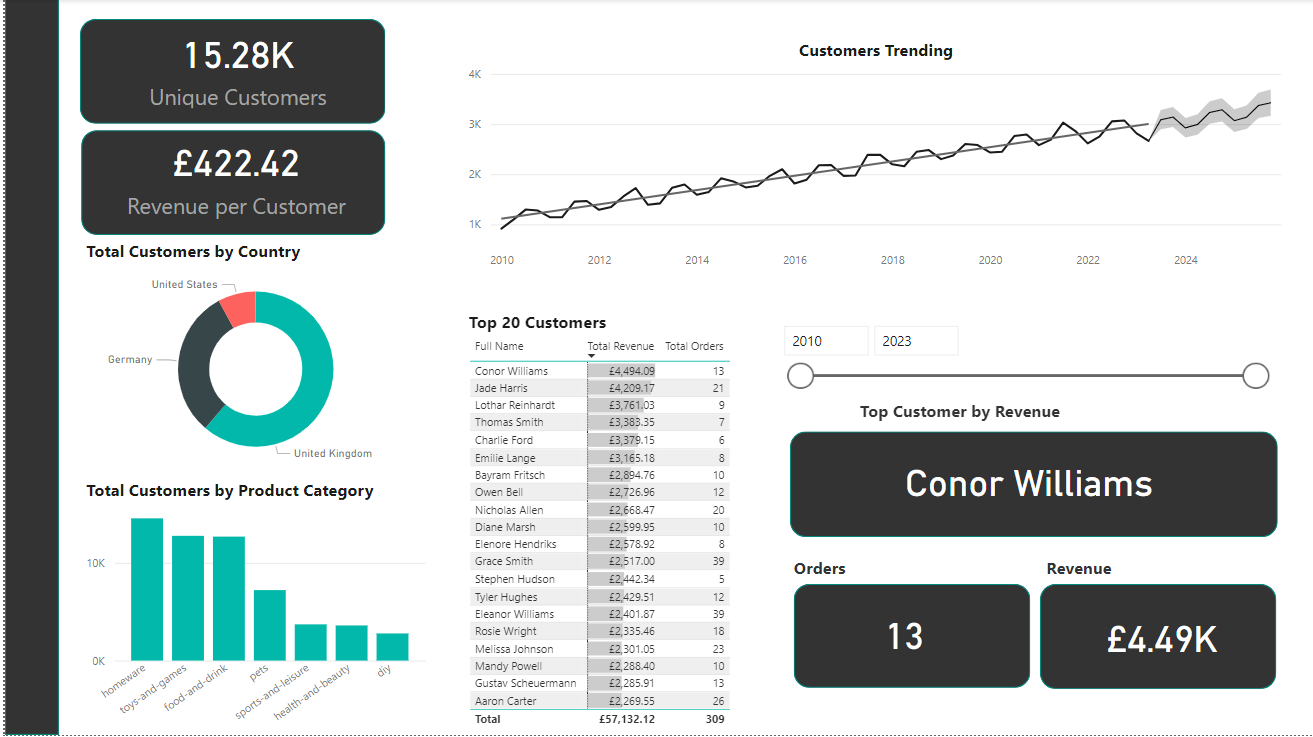 15.28K
Unique Customers
£422.42
Revenue per Customer
Total Customers by Country
United States
Germany
United Kingdom
Total Customers by Product Category
10K
0K
homeware
toys-and-games
food-and-drink
pets
sports-and-leisure
health-and-beauty
diy
Customers Trending
4K
3K
2K
1K
2010 2012 2014 2016 2018 2020 2022 2024
Top 20 Customers
Full Name Total Revenue Total Orders
Conor Williams £4,494.09 13
Jade Harris £4,209.17 21
Lothar Reinhardt £3,761.03 9
Thomas Smith £3,383.35 7
Charlie Ford £3,379.15 6
Emilie Lange £3,165.18 8
Bayram Fritsch £2,894.76 10
Owen Bell £2,726.96 12
Nicholas Allen £2,668.47 20
Diane Marsh £2,599.95 10
Elenore Hendriks £2,578.92 8
Grace Smith £2,517.00 39
Stephen Hudson £2,442.34 5
Tyler Hughes £2,429.51 12
Eleanor Williams £2,401.87 39
Rosie Wright £2,335.46 18
Melissa Johnson £2,301.05 23
Mandy Powell £2,288.40 10
Gustav Scheuermann £2,285.91 13
Aaron Carter £2,269.55 26
Total £57,132.12 309
2010 2023
Top Customer by Revenue
Conor Williams
Orders Revenue
13 £4.49K